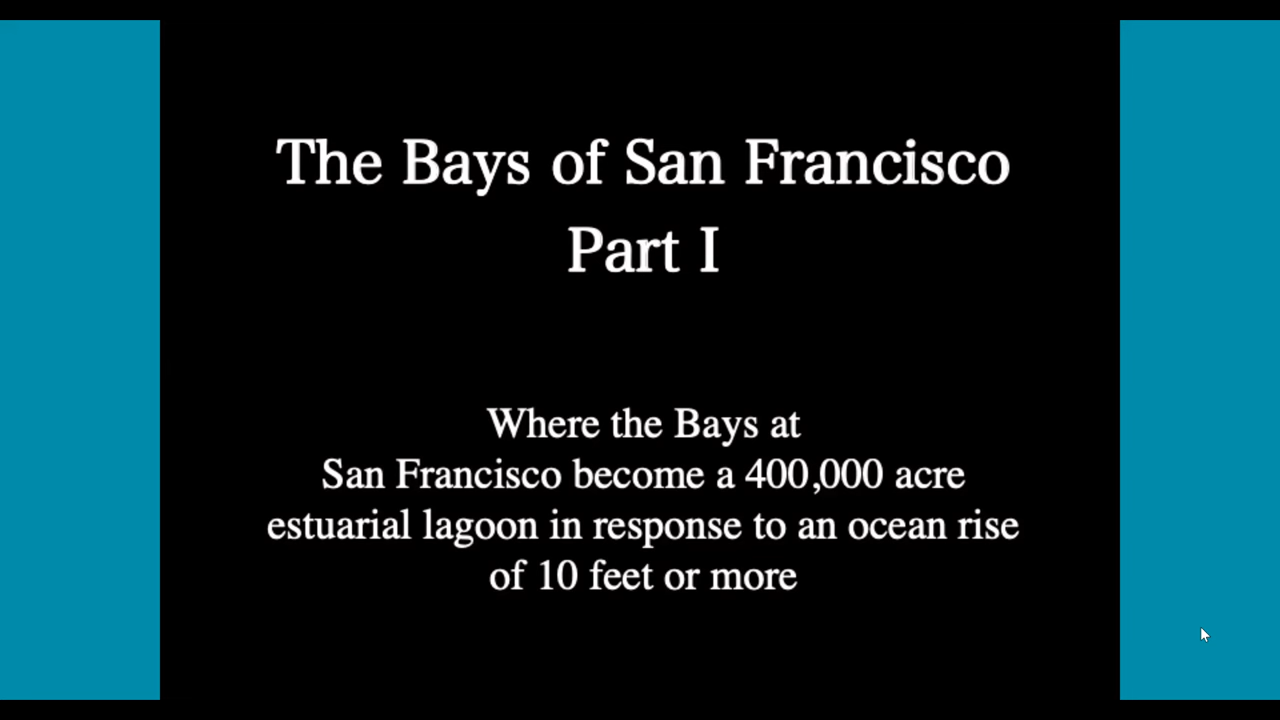 The Bays of San Francisco
Part I
Where the Bays at
San Francisco become a 400,000 acre
estuarial lagoon in response to an ocean rise
of 10 feet or more